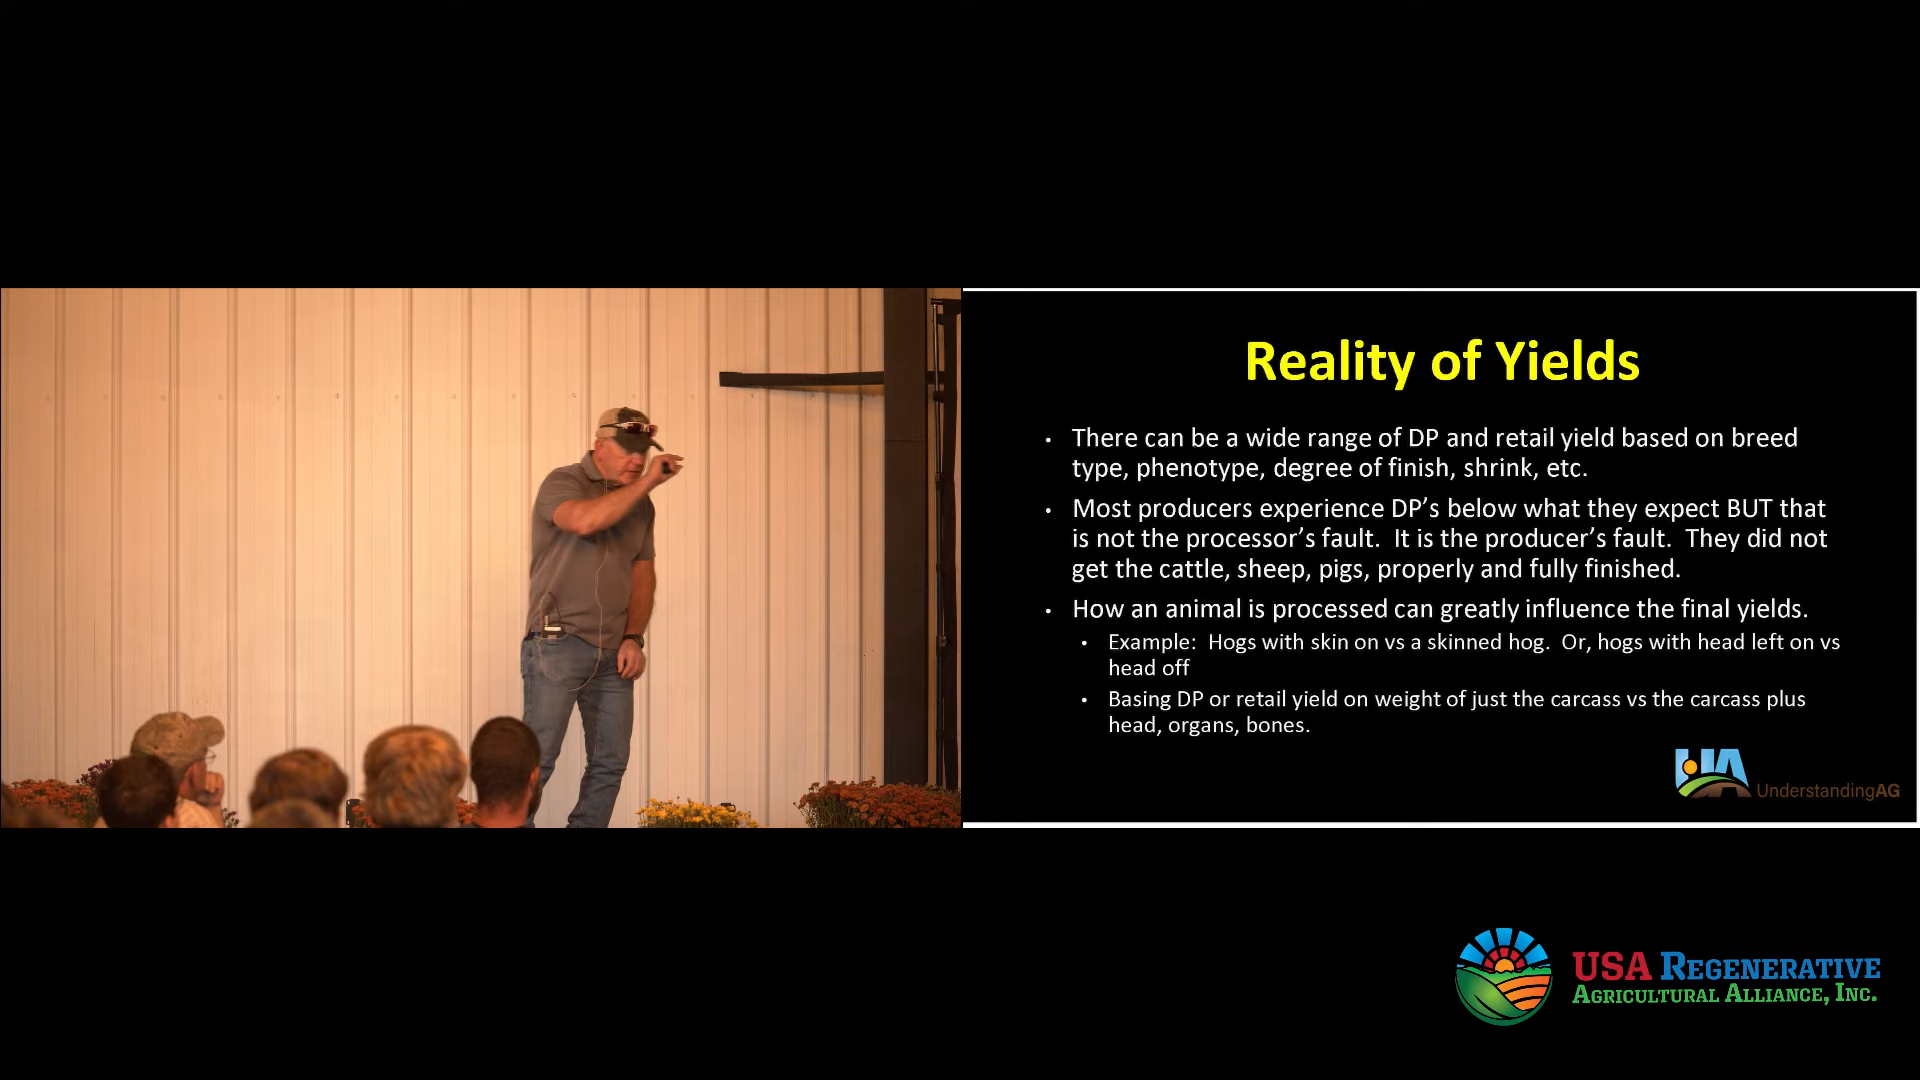 Reality of Yields
• There can be a wide range of DP and retail yield based on breed
type, phenotype, degree of finish, shrink, etc.
• Most producers experience DP’s below what they expect BUT that
is not the processor’s fault.  It is the producer’s fault.  They did not
get the cattle, sheep, pigs, properly and fully finished.
• How an animal is processed can greatly influence the final yields.
• Example:  Hogs with skin on vs a skinned hog.  Or, hogs with head left on vs
head off
• Basing DP or retail yield on weight of just the carcass vs the carcass plus
head, organs, bones.
UA UnderstandingAG
USA REGENERATIVE
AGRICULTURAL ALLIANCE, INC.